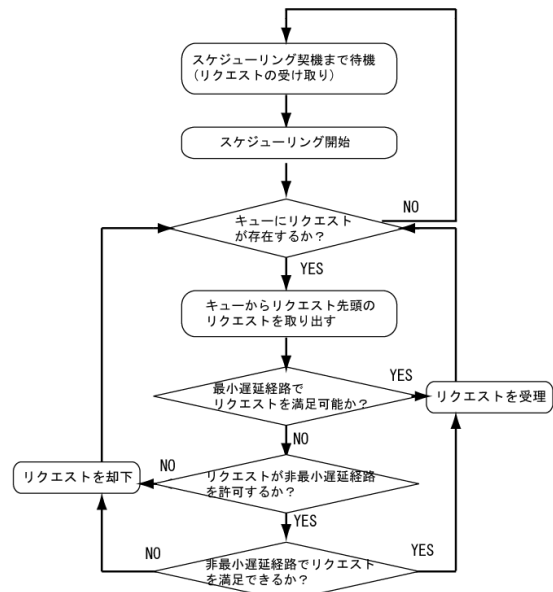 スケジューリング契機まで待機
(リクエストの受け取り)
スケジューリング開始
キューにリクエスト
が存在するか？
NO
YES
キューからリクエスト先頭の
リクエストを取り出す
最小遅延経路で
リクエストを満足可能か？
YES
リクエストを受理
NO
リクエストが非最小遅延経路
を許可するか？
NO
リクエストを却下
YES
非最小遅延経路でリクエスト
を満足できるか？
NO
YES